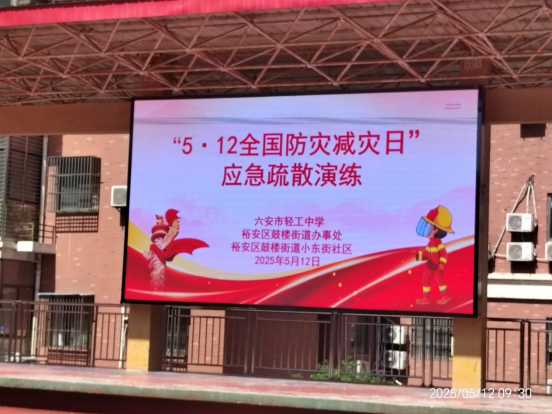 “5·12全国防灾减灾日”
应急疏散演练
六安市轻工中学
裕安区鼓楼街道办事处
裕安区鼓楼街道小东街社区
2025年5月12日
2025/05/12 09:30